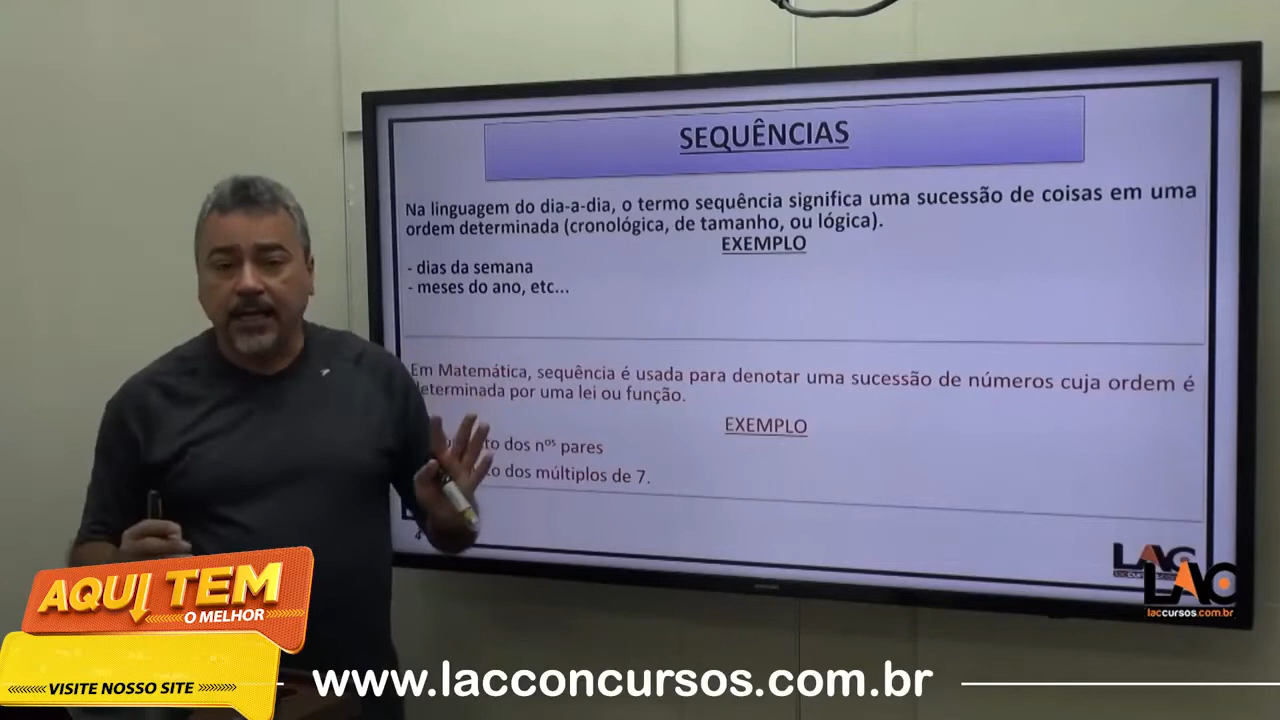 SEQUÊNCIAS
Na linguagem do dia-a-dia, o termo sequência significa uma sucessão de coisas em uma
ordem determinada (cronológica, de tamanho, ou lógica).
EXEMPLO
- dias da semana
- meses do ano, etc...
Em Matemática, sequência é usada para denotar uma sucessão de números cuja ordem é
determinada por uma lei ou função.
EXEMPLO
dos nºs pares
dos múltiplos de 7.
4
LAC
LAC
laccursos.com.br
AQUI TEM
O MELHOR
VISITE NOSSO SITE
www.lacconcursos.com.br